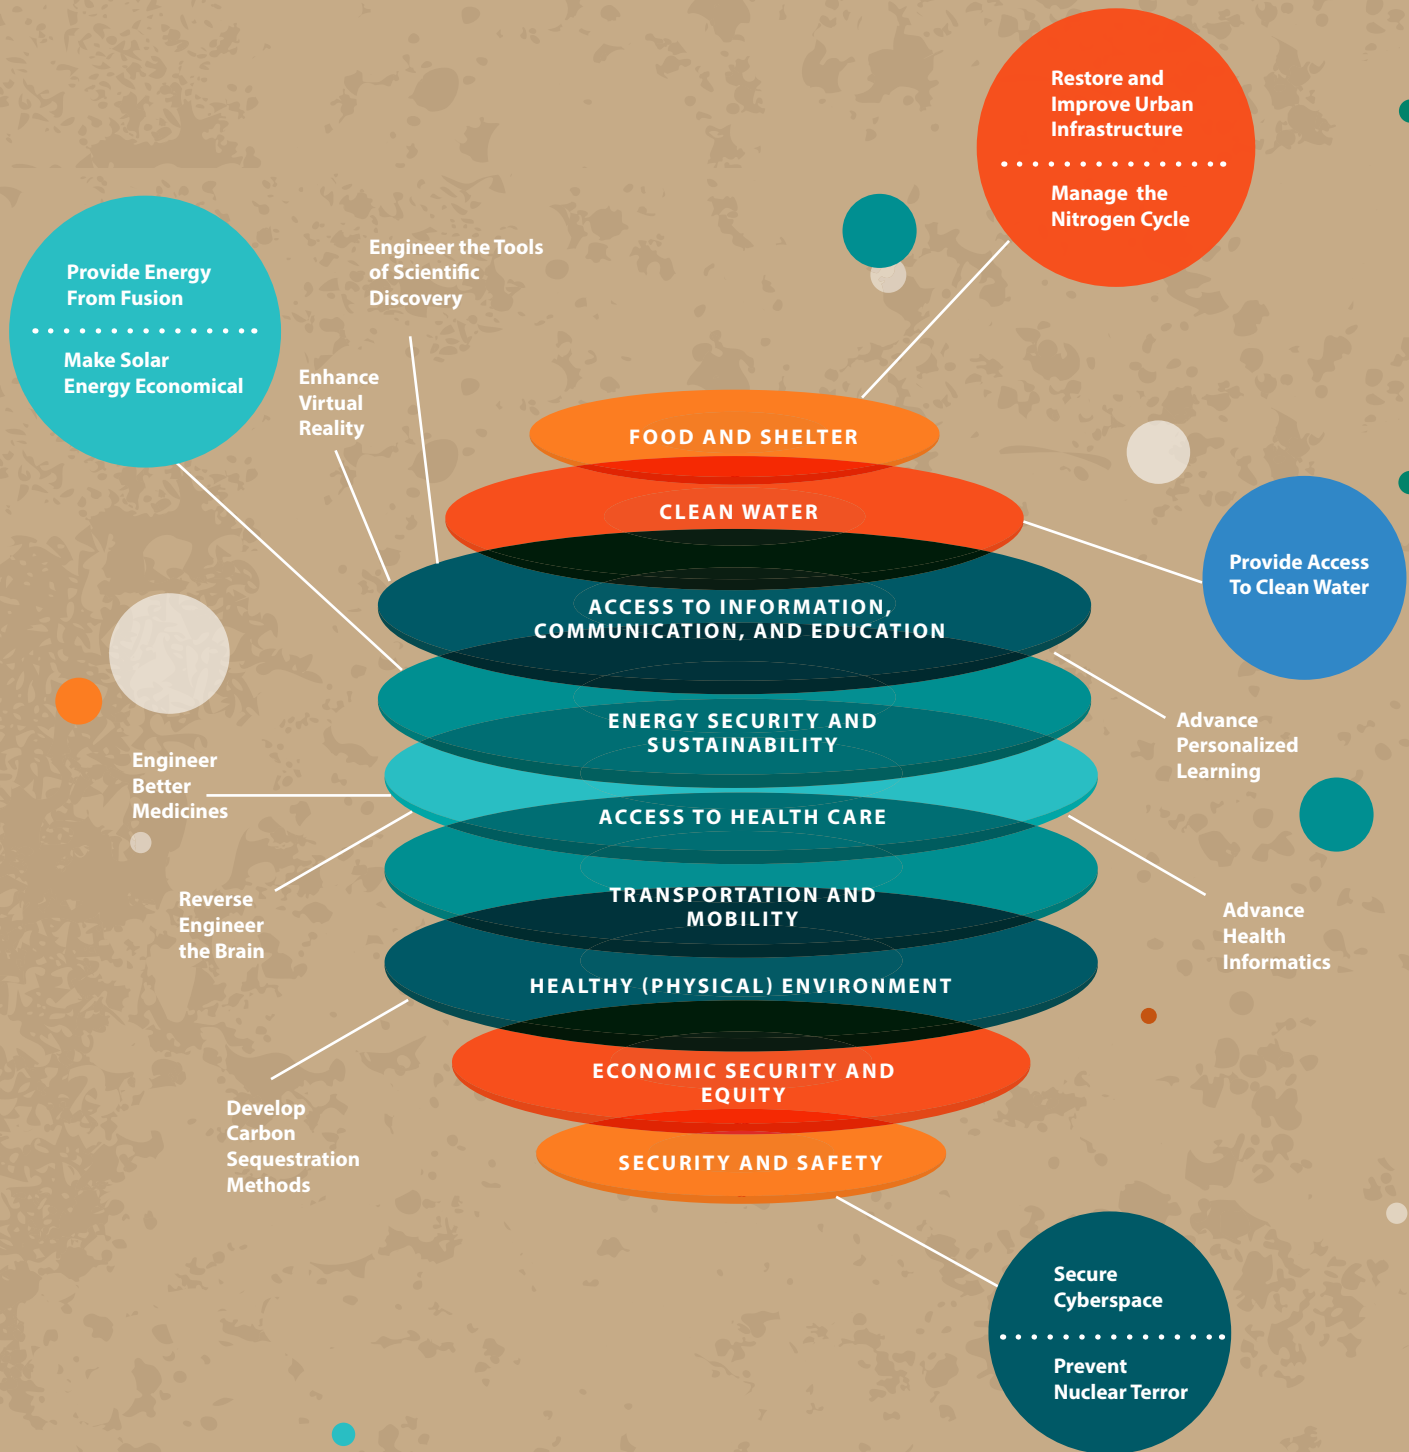 Restore and
Improve Urban
Infrastructure
Manage the
Nitrogen Cycle
Provide Energy
From Fusion
Make Solar
Energy Economical
Engineer the Tools
of Scientific
Discovery
Enhance
Virtual
Reality
FOOD AND SHELTER
CLEAN WATER
Provide Access
To Clean Water
ACCESS TO INFORMATION,
COMMUNICATION, AND EDUCATION
ENERGY SECURITY AND
SUSTAINABILITY
Advance
Personalized
Learning
Engineer
Better
Medicines
ACCESS TO HEALTH CARE
TRANSPORTATION AND
MOBILITY
Reverse
Engineer
the Brain
Advance
Health
Informatics
HEALTHY (PHYSICAL) ENVIRONMENT
ECONOMIC SECURITY AND
EQUITY
Develop
Carbon
Sequestration
Methods
SECURITY AND SAFETY
Secure
Cyberspace
Prevent
Nuclear Terror